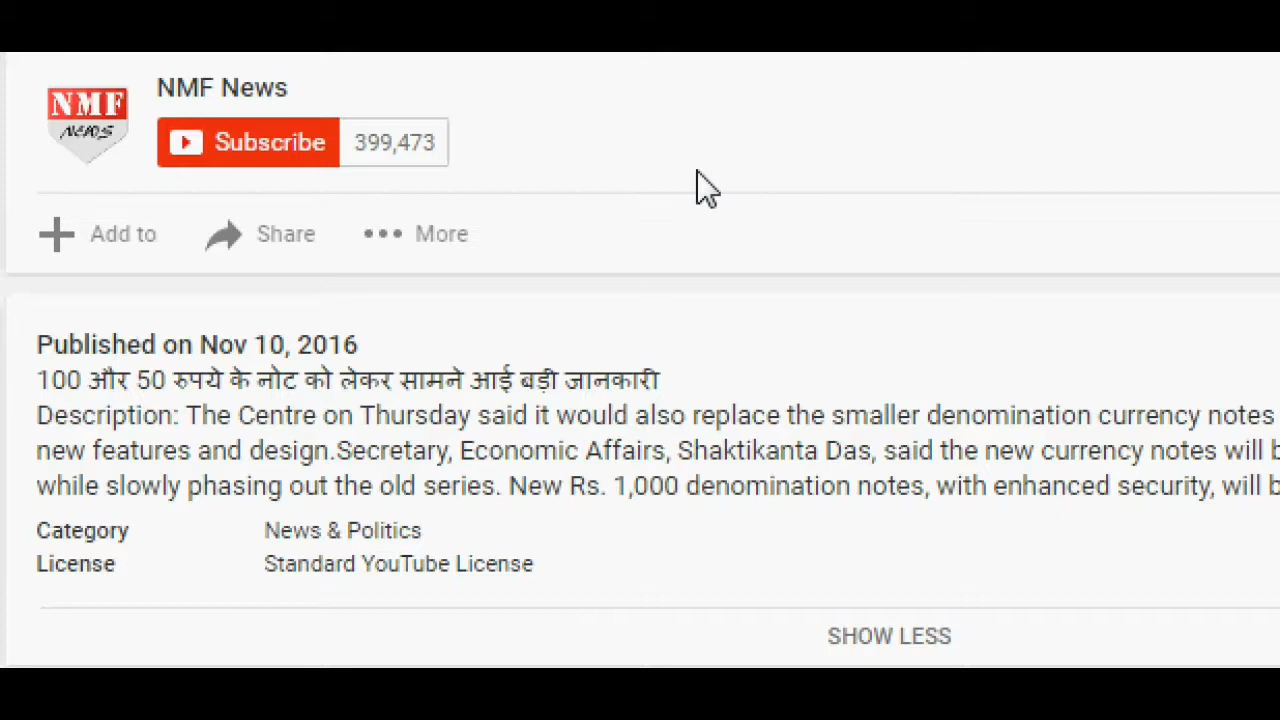 NMF
NEWS
NMF News
Subscribe 399,473
Add to Share More
Published on Nov 10, 2016
100 और 50 रुपये के नोट को लेकर सामने आई बड़ी जानकारी
Description: The Centre on Thursday said it would also replace the smaller denomination currency notes
new features and design.Secretary, Economic Affairs, Shaktikanta Das, said the new currency notes will b
while slowly phasing out the old series. New Rs. 1,000 denomination notes, with enhanced security, will b
Category News & Politics
License Standard YouTube License
SHOW LESS